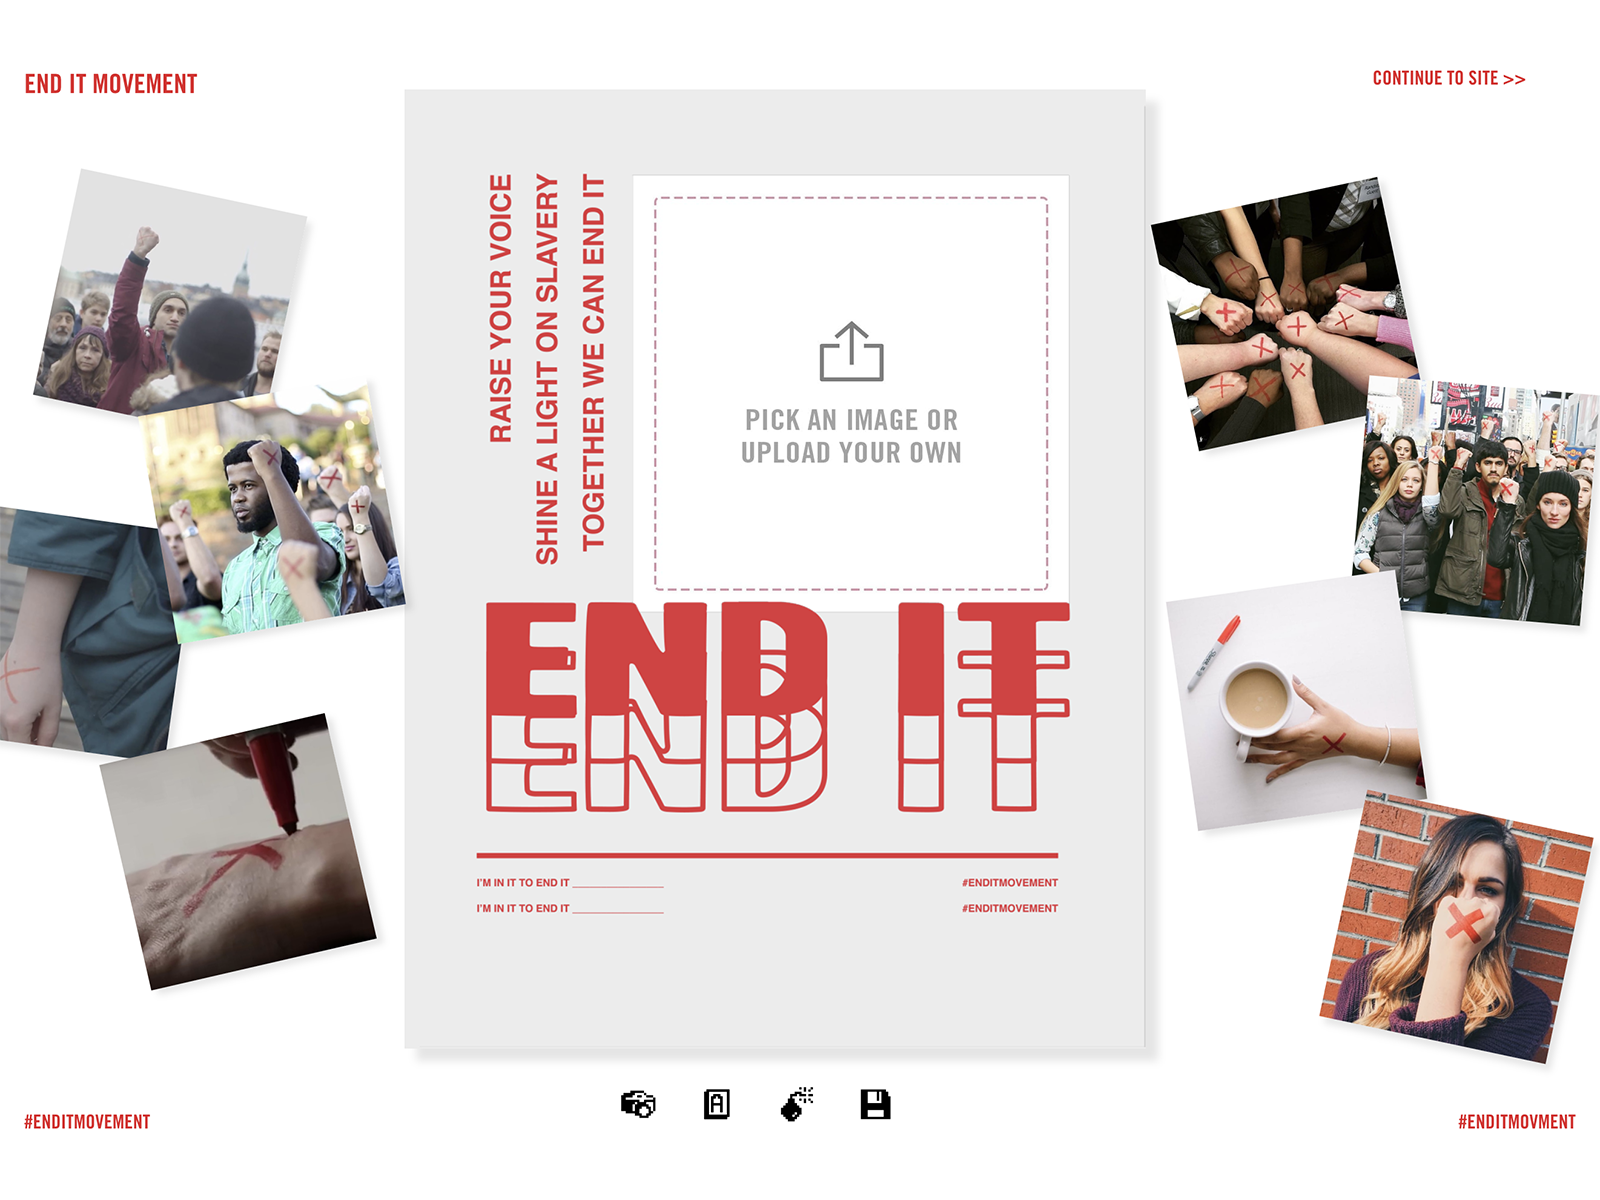 END IT MOVEMENT
CONTINUE TO SITE >>
RAISE YOUR VOICE
SHINE A LIGHT ON SLAVERY
TOGETHER WE CAN END IT
PICK AN IMAGE OR
UPLOAD YOUR OWN
END IT
I'M IN IT TO END IT ________________
#ENDITMOVEMENT
I'M IN IT TO END IT ________________
#ENDITMOVEMENT
A
#ENDITMOVEMENT
#ENDITMOVMENT